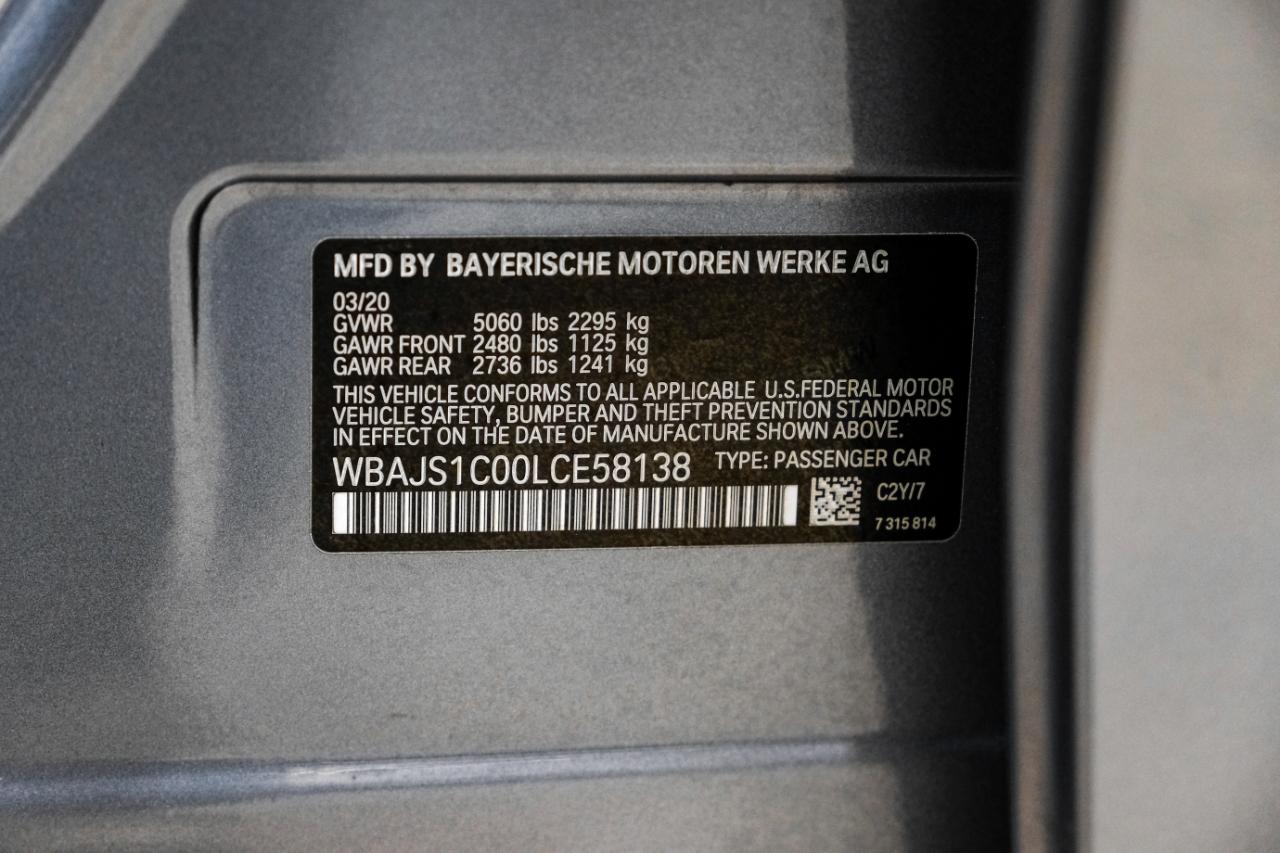 MFD BY BAYERISCHE MOTOREN WERKE AG
03/20
GVWR 5060 lbs 2295 kg
GAWR FRONT 2480 lbs 1125 kg
GAWR REAR 2736 lbs 1241 kg
THIS VEHICLE CONFORMS TO ALL APPLICABLE U.S.FEDERAL MOTOR
VEHICLE SAFETY, BUMPER AND THEFT PREVENTION STANDARDS
IN EFFECT ON THE DATE OF MANUFACTURE SHOWN ABOVE.
WBAJS1C00LCE58138 TYPE: PASSENGER CAR
C2Y/7
7 315 814